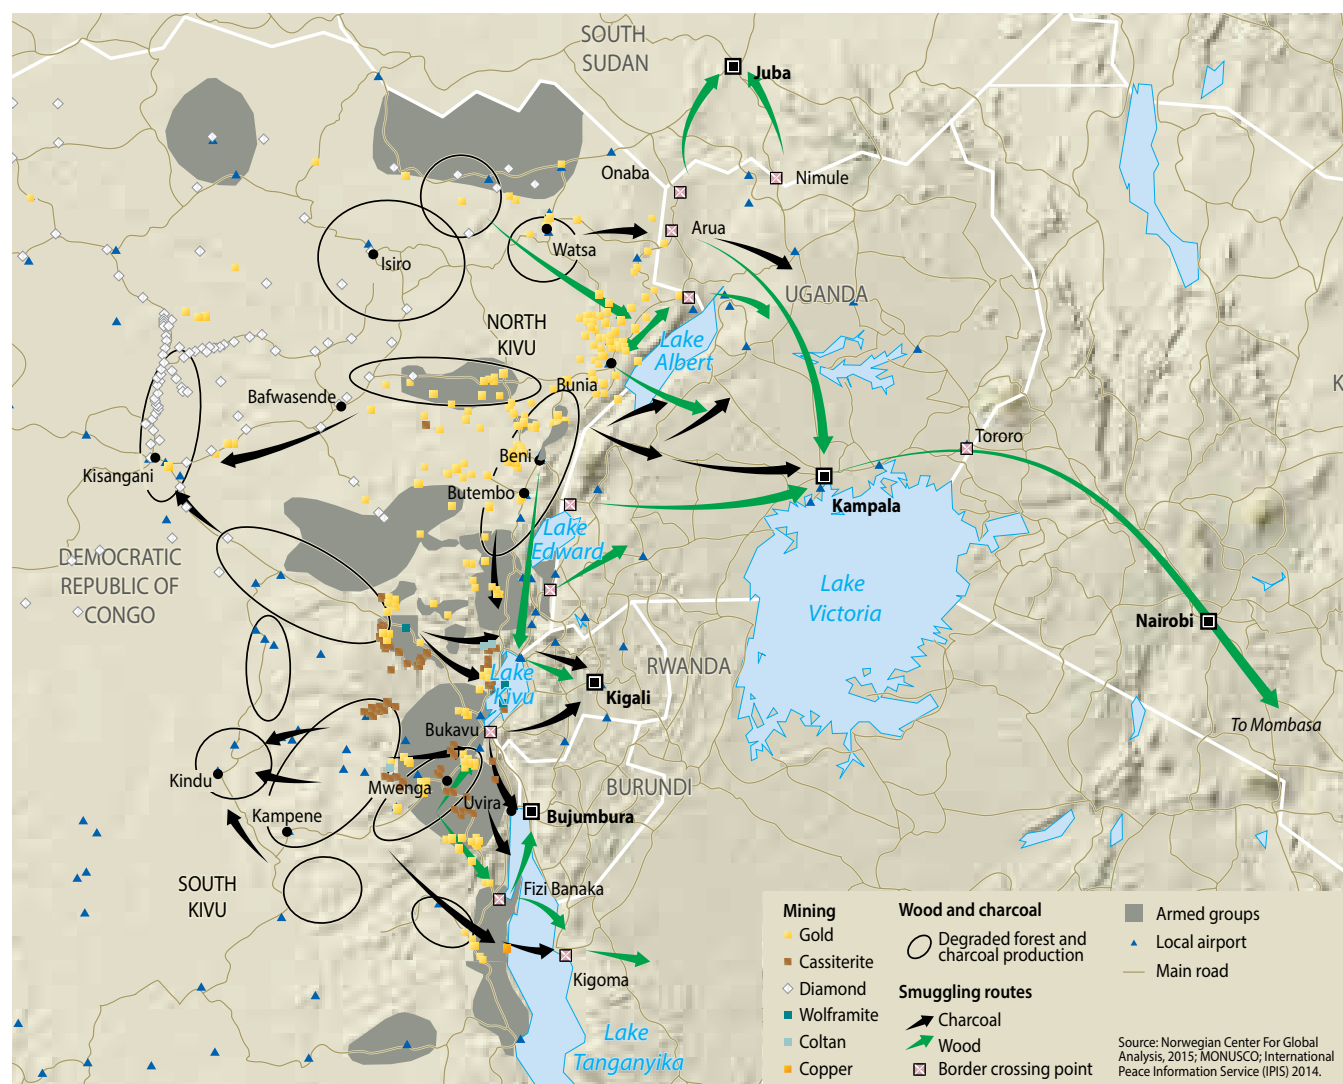 SOUTH
SUDAN
Juba
Onaba
Nimule
Arua
Watsa
Isiro
UGANDA
NORTH
KIVU
Lake
Albert
K
Bunia
Bafwasende
Tororo
Beni
Kisangani
Butembo
Kampala
Lake
Edward
DEMOCRATIC
REPUBLIC OF
CONGO
Lake
Victoria
Nairobi
RWANDA
Lake
Kivu
Kigali
To Mombasa
Bukavu
Kindu
Mwenga
BURUNDI
Uvira
Kampene
Bujumbura
SOUTH
KIVU
Fizi Banaka
Kigoma
Lake
Tanganyika
Mining
Gold
Cassiterite
Diamond
Wolframite
Coltan
Copper
Wood and charcoal
Degraded forest and
charcoal production
Smuggling routes
Charcoal
Wood
Border crossing point
Armed groups
Local airport
Main road
Source: Norwegian Center For Global
Analysis, 2015; MONUSCO; International
Peace Information Service (IPIS) 2014.